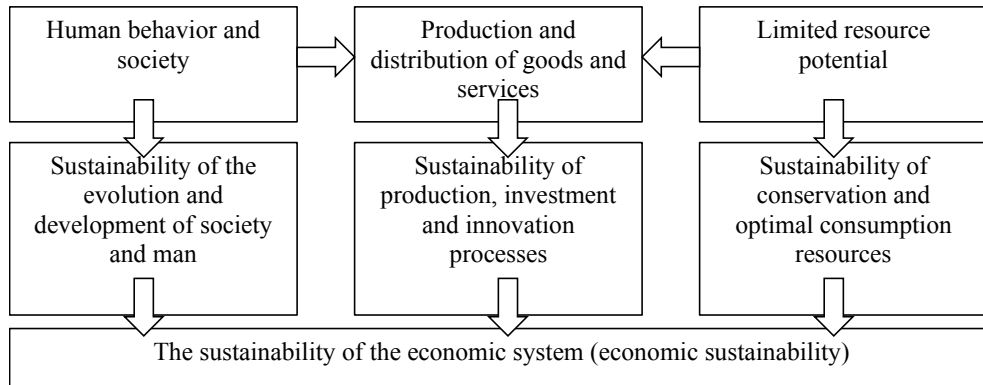 Human behavior and
society
Production and
distribution of goods and
services
Limited resource
potential
Sustainability of the
evolution and
development of society
and man
Sustainability of
production, investment
and innovation
processes
Sustainability of
conservation and
optimal consumption
resources
The sustainability of the economic system (economic sustainability)